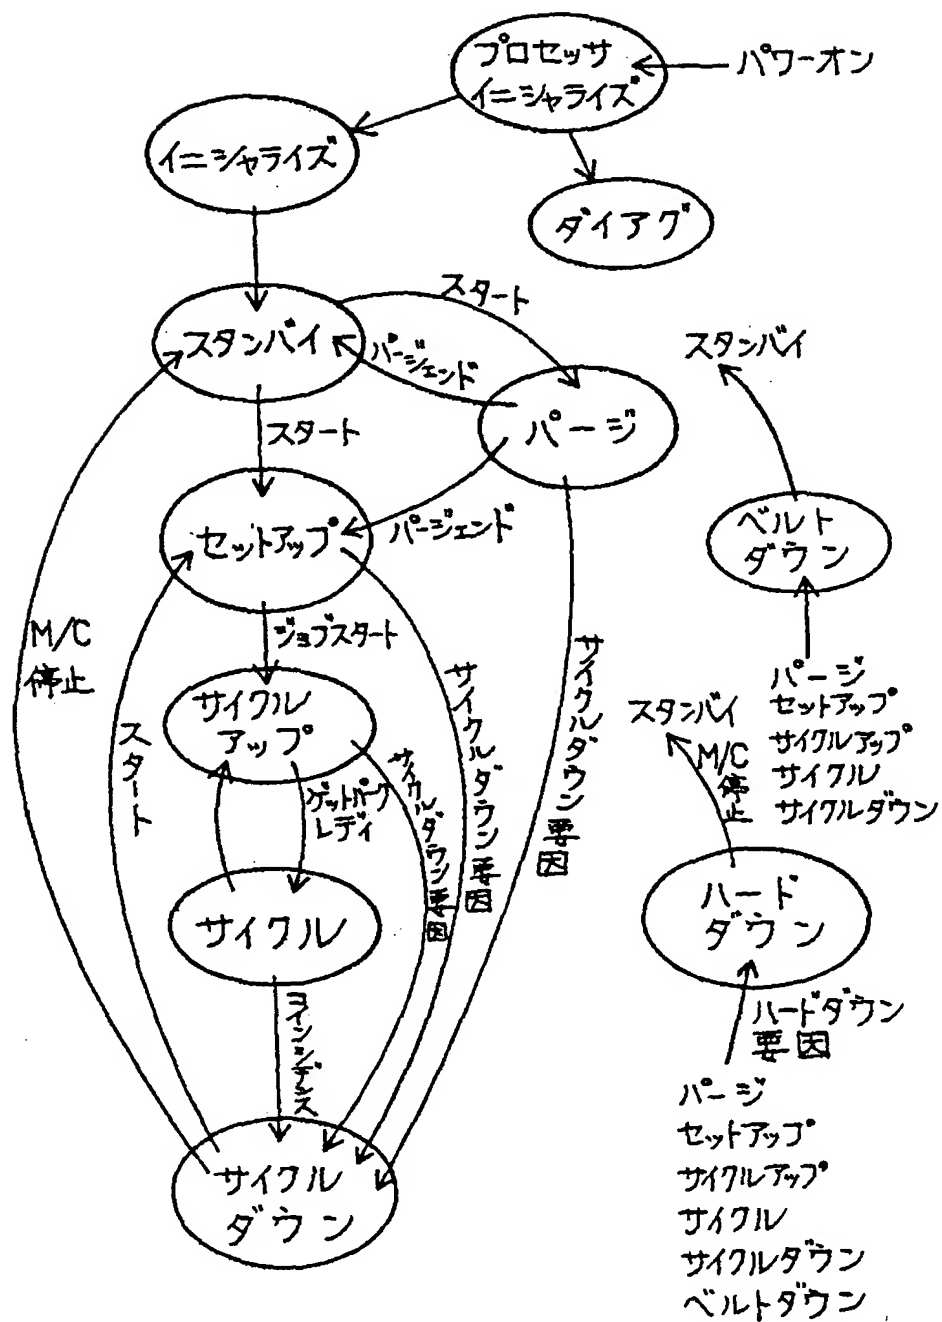 プロセッサ
イニシャライズ
パワーオン
イニシャライズ
ダイアグ
スタンバイ
スタート
パージエンド
パージ
スタート
セットアップ
パージエンド
ジョブスタート
M/C
停止
スタート
サイクル
アップ
ゲットパーク
レディ
サイクルダウン要因
サイクルダウン要因
サイクルダウン要因
サイクル
コインシデンス
サイクル
ダウン
スタンバイ
ベルト
ダウン
パージ
セットアップ
サイクルアップ
サイクル
サイクルダウン
スタンバイ
M/C
停止
ハード
ダウン
ハードダウン
要因
パージ
セットアップ
サイクルアップ
サイクル
サイクルダウン
ベルトダウン